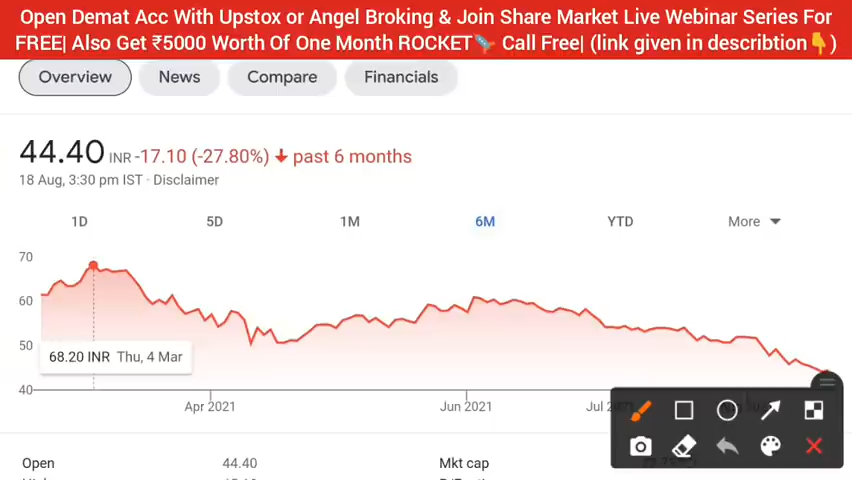 Open Demat Acc With Upstox or Angel Broking & Join Share Market Live Webinar Series For
FREE| Also Get ₹5000 Worth Of One Month ROCKET🚀 Call Free| (link given in describtion👇)
Overview News Compare Financials
44.40 INR -17.10 (-27.80%) ↓ past 6 months
18 Aug, 3:30 pm IST · Disclaimer
1D 5D 1M 6M YTD More
70
60
50
68.20 INR Thu, 4 Mar
40
Apr 2021 Jun 2021
Open 44.40 Mkt cap